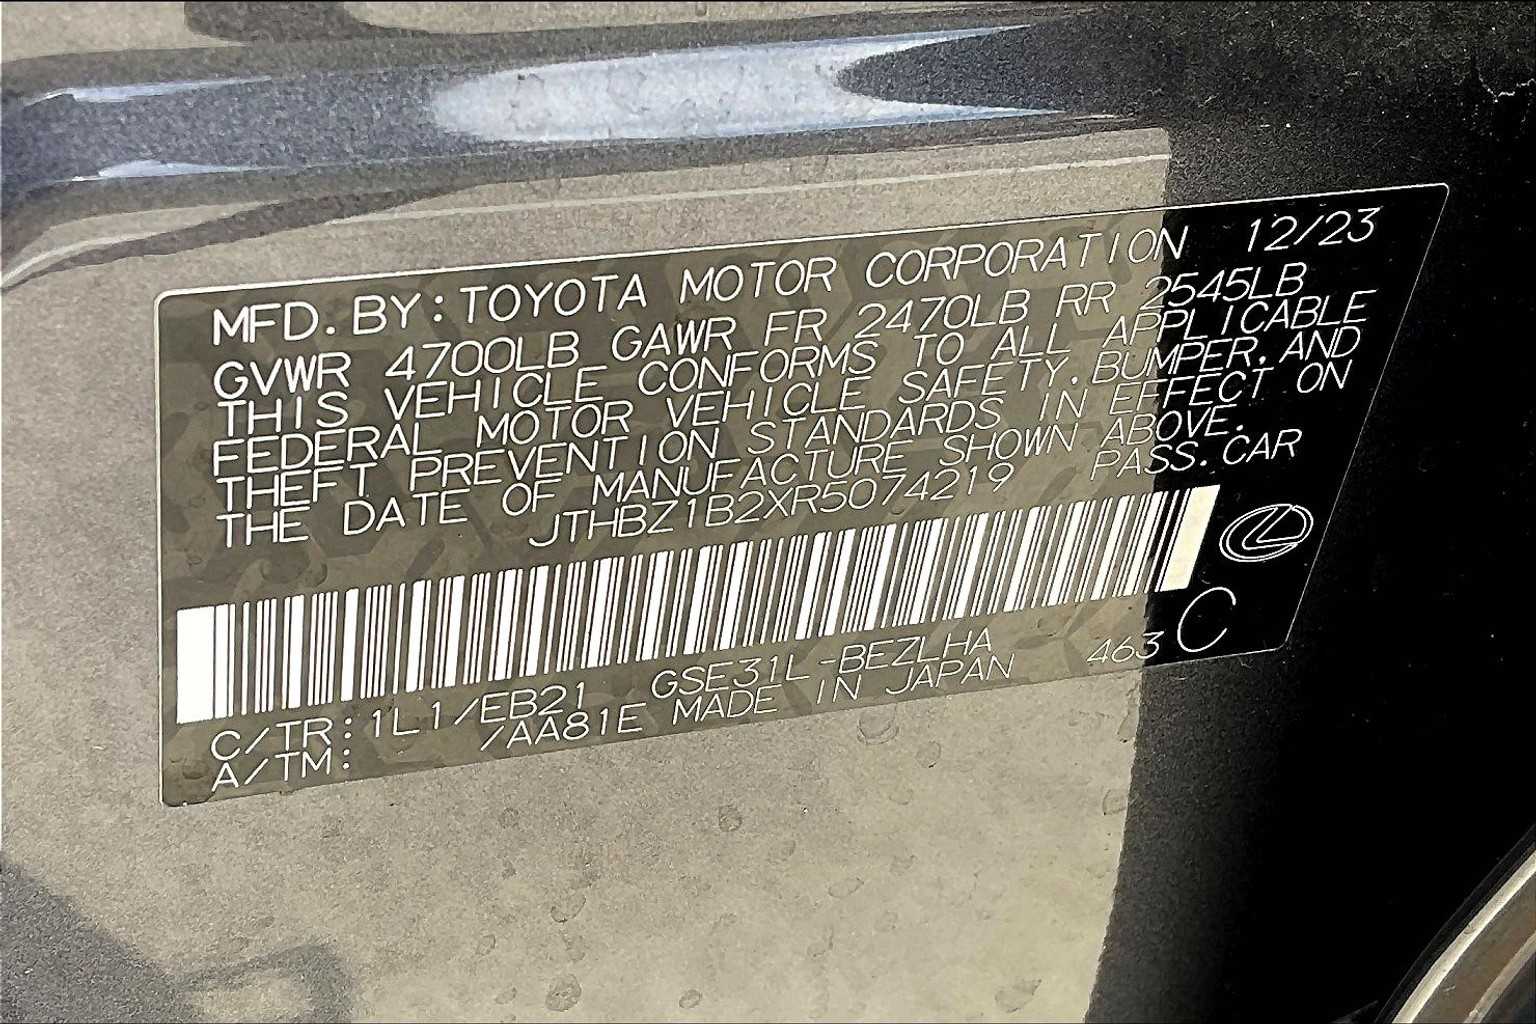 MFD. BY: TOYOTA MOTOR CORPORATION 12/23
GVWR 4700LB GAWR FR 2470LB RR 2545LB
THIS VEHICLE CONFORMS TO ALL APPLICABLE
FEDERAL MOTOR VEHICLE SAFETY, BUMPER, AND
THEFT PREVENTION STANDARDS IN EFFECT ON
THE DATE OF MANUFACTURE SHOWN ABOVE.
JTHBZ1B2XR5074219 PASS. CAR
C/TR: 1L1/EB21 GSE31L-BEZLHA 463 C
A/TM: /AA81E MADE IN JAPAN